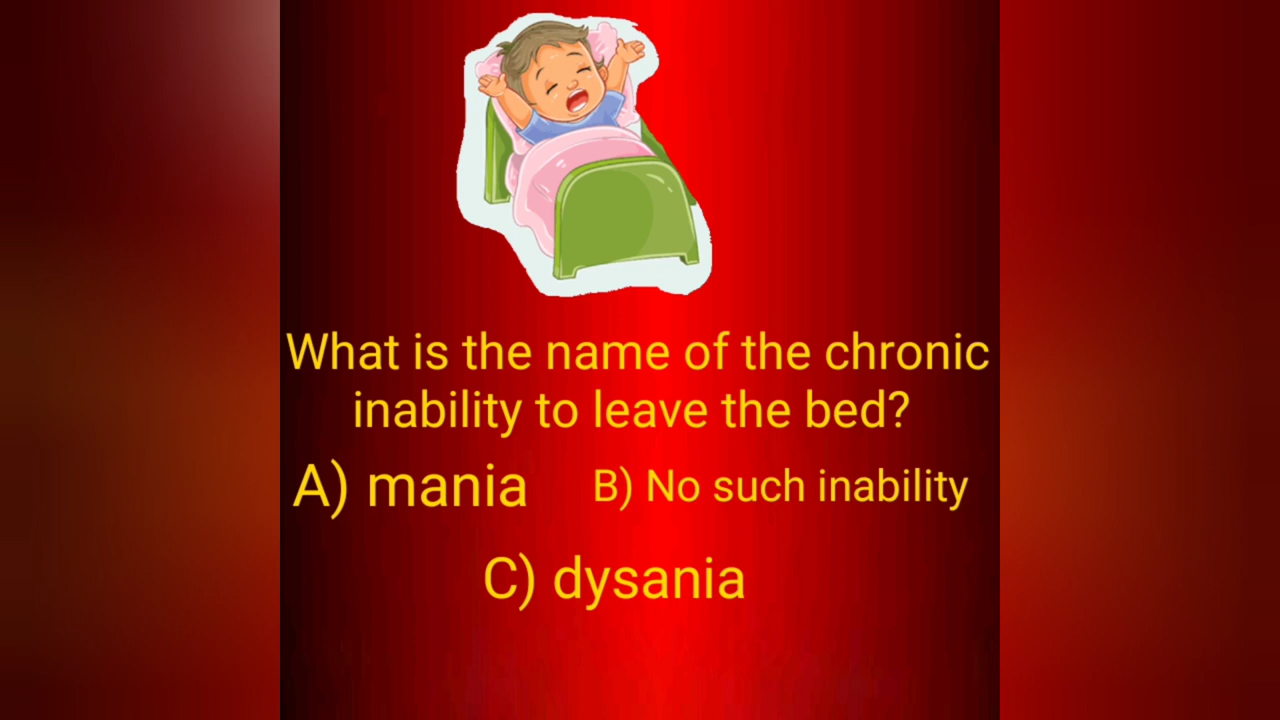 What is the name of the chronic
inability to leave the bed?
A) mania B) No such inability
C) dysania